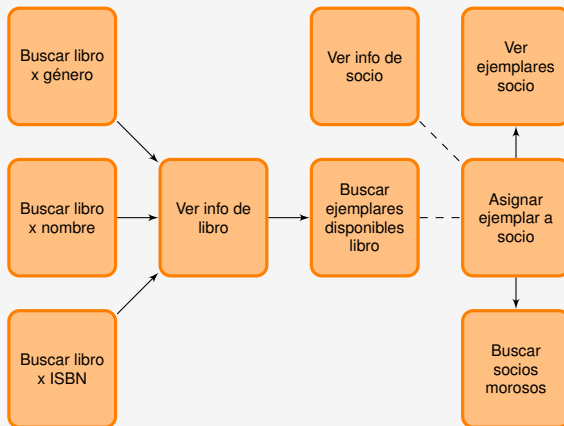 Buscar libro
x género
Ver info de
socio
Ver
ejemplares
socio
Buscar libro
x nombre
Ver info de
libro
Buscar
ejemplares
disponibles
libro
Asignar
ejemplar a
socio
Buscar libro
x ISBN
Buscar
socios
morosos